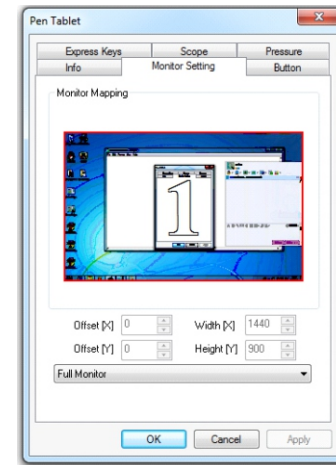 Pen Tablet
Express Keys Scope Pressure
Info Monitor Setting Button
Monitor Mapping
1
Offset [X] 0 Width [X] 1440
Offset [Y] 0 Height [Y] 900
Full Monitor
OK Cancel Apply